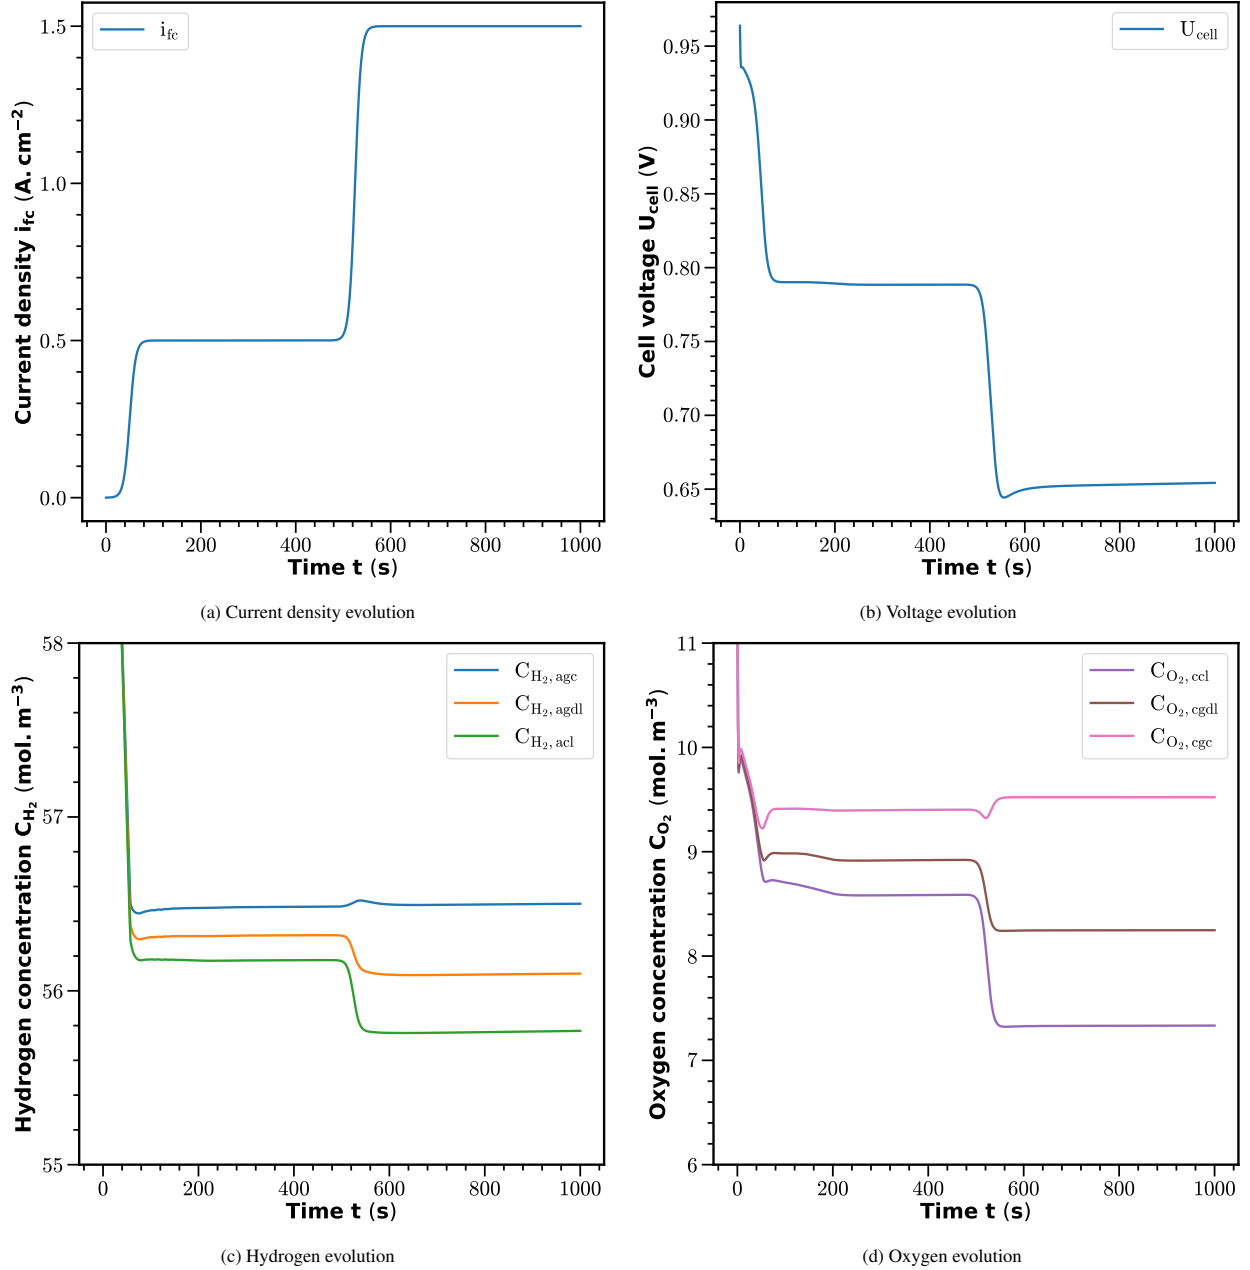 i_fc
Current density i_fc (A.cm^−2)
1.5
1.0
0.5
0.0
0 200 400 600 800 1000
Time t (s)
(a) Current density evolution
U_cell
Cell voltage U_cell (V)
0.95
0.90
0.85
0.80
0.75
0.70
0.65
0 200 400 600 800 1000
Time t (s)
(b) Voltage evolution
C_H₂, agc
C_H₂, agdl
C_H₂, acl
Hydrogen concentration C_H₂ (mol.m^−3)
58
57
56
55
0 200 400 600 800 1000
Time t (s)
(c) Hydrogen evolution
C_O₂, ccl
C_O₂, cgdl
C_O₂, cgc
Oxygen concentration C_O₂ (mol.m^−3)
11
10
9
8
7
6
0 200 400 600 800 1000
Time t (s)
(d) Oxygen evolution